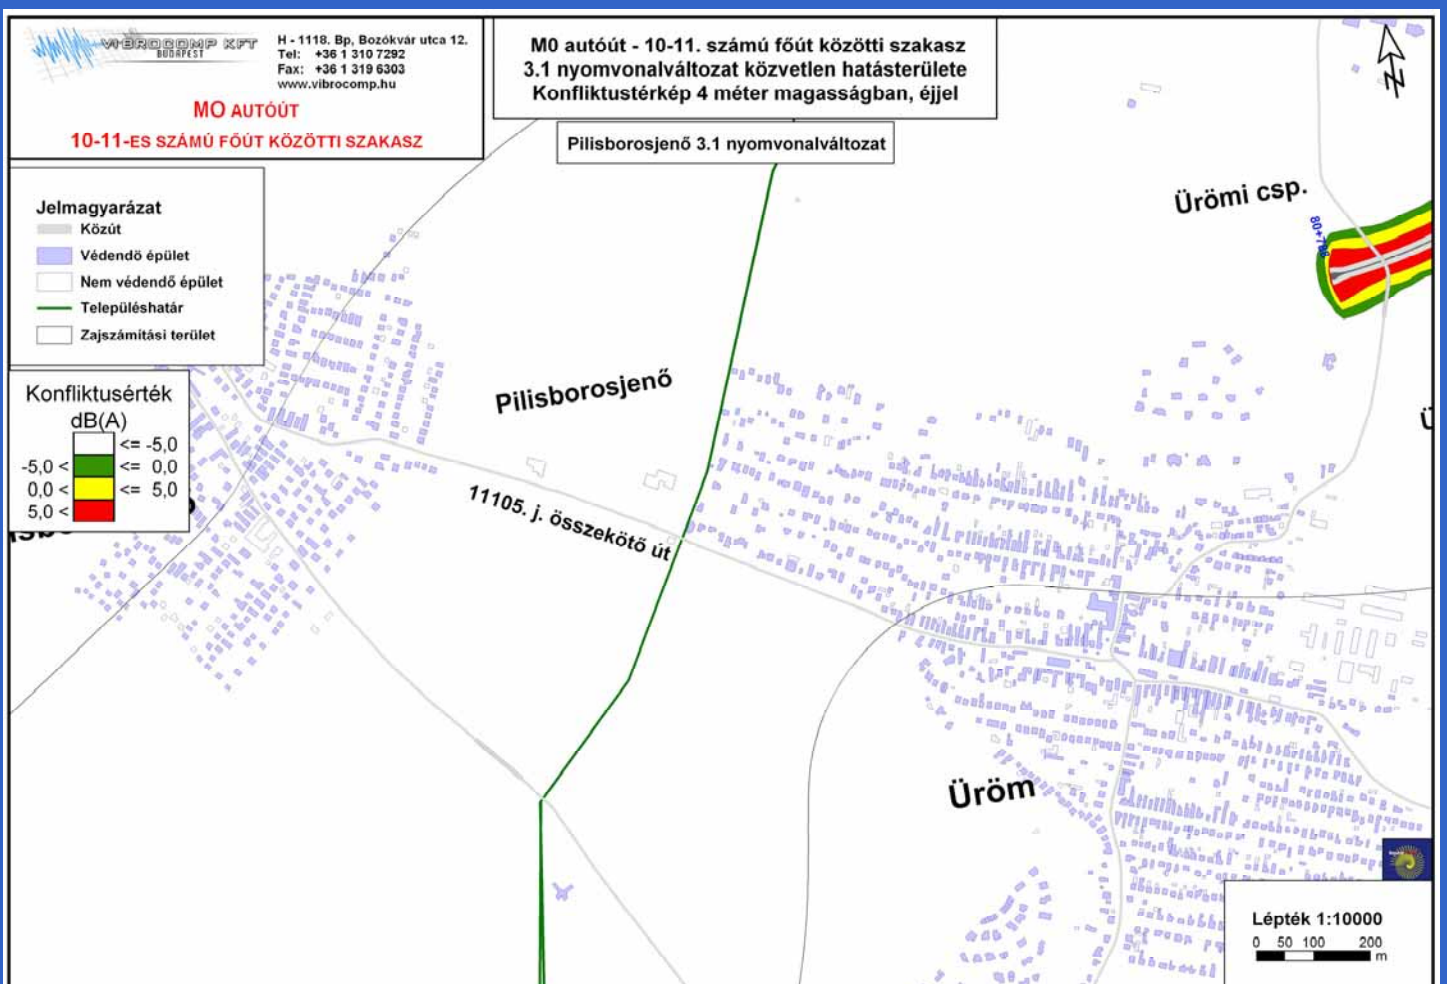 VIBROCOMP KFT
BUDAPEST
H - 1118. Bp, Bozókvár utca 12.
Tel: +36 1 310 7292
Fax: +36 1 319 6303
www.vibrocomp.hu
MO AUTÓÚT
10-11-ES SZÁMÚ FŐÚT KÖZÖTTI SZAKASZ
M0 autóút - 10-11. számú főút közötti szakasz
3.1 nyomvonalváltozat közvetlen hatásterülete
Konfliktustérkép 4 méter magasságban, éjjel
Pilisborosjenő 3.1 nyomvonalváltozat
Jelmagyarázat
Közút
Védendö épület
Nem védendő épület
Településhatár
Zajszámítási terület
Konfliktusérték
dB(A)
<= -5,0
-5,0 < <= 0,0
0,0 < <= 5,0
5,0 <
Ürömi csp.
Pilisborosjenő
11105. j. összekötő út
Üröm
Ü
Lépték 1:10000
0 50 100 200
m